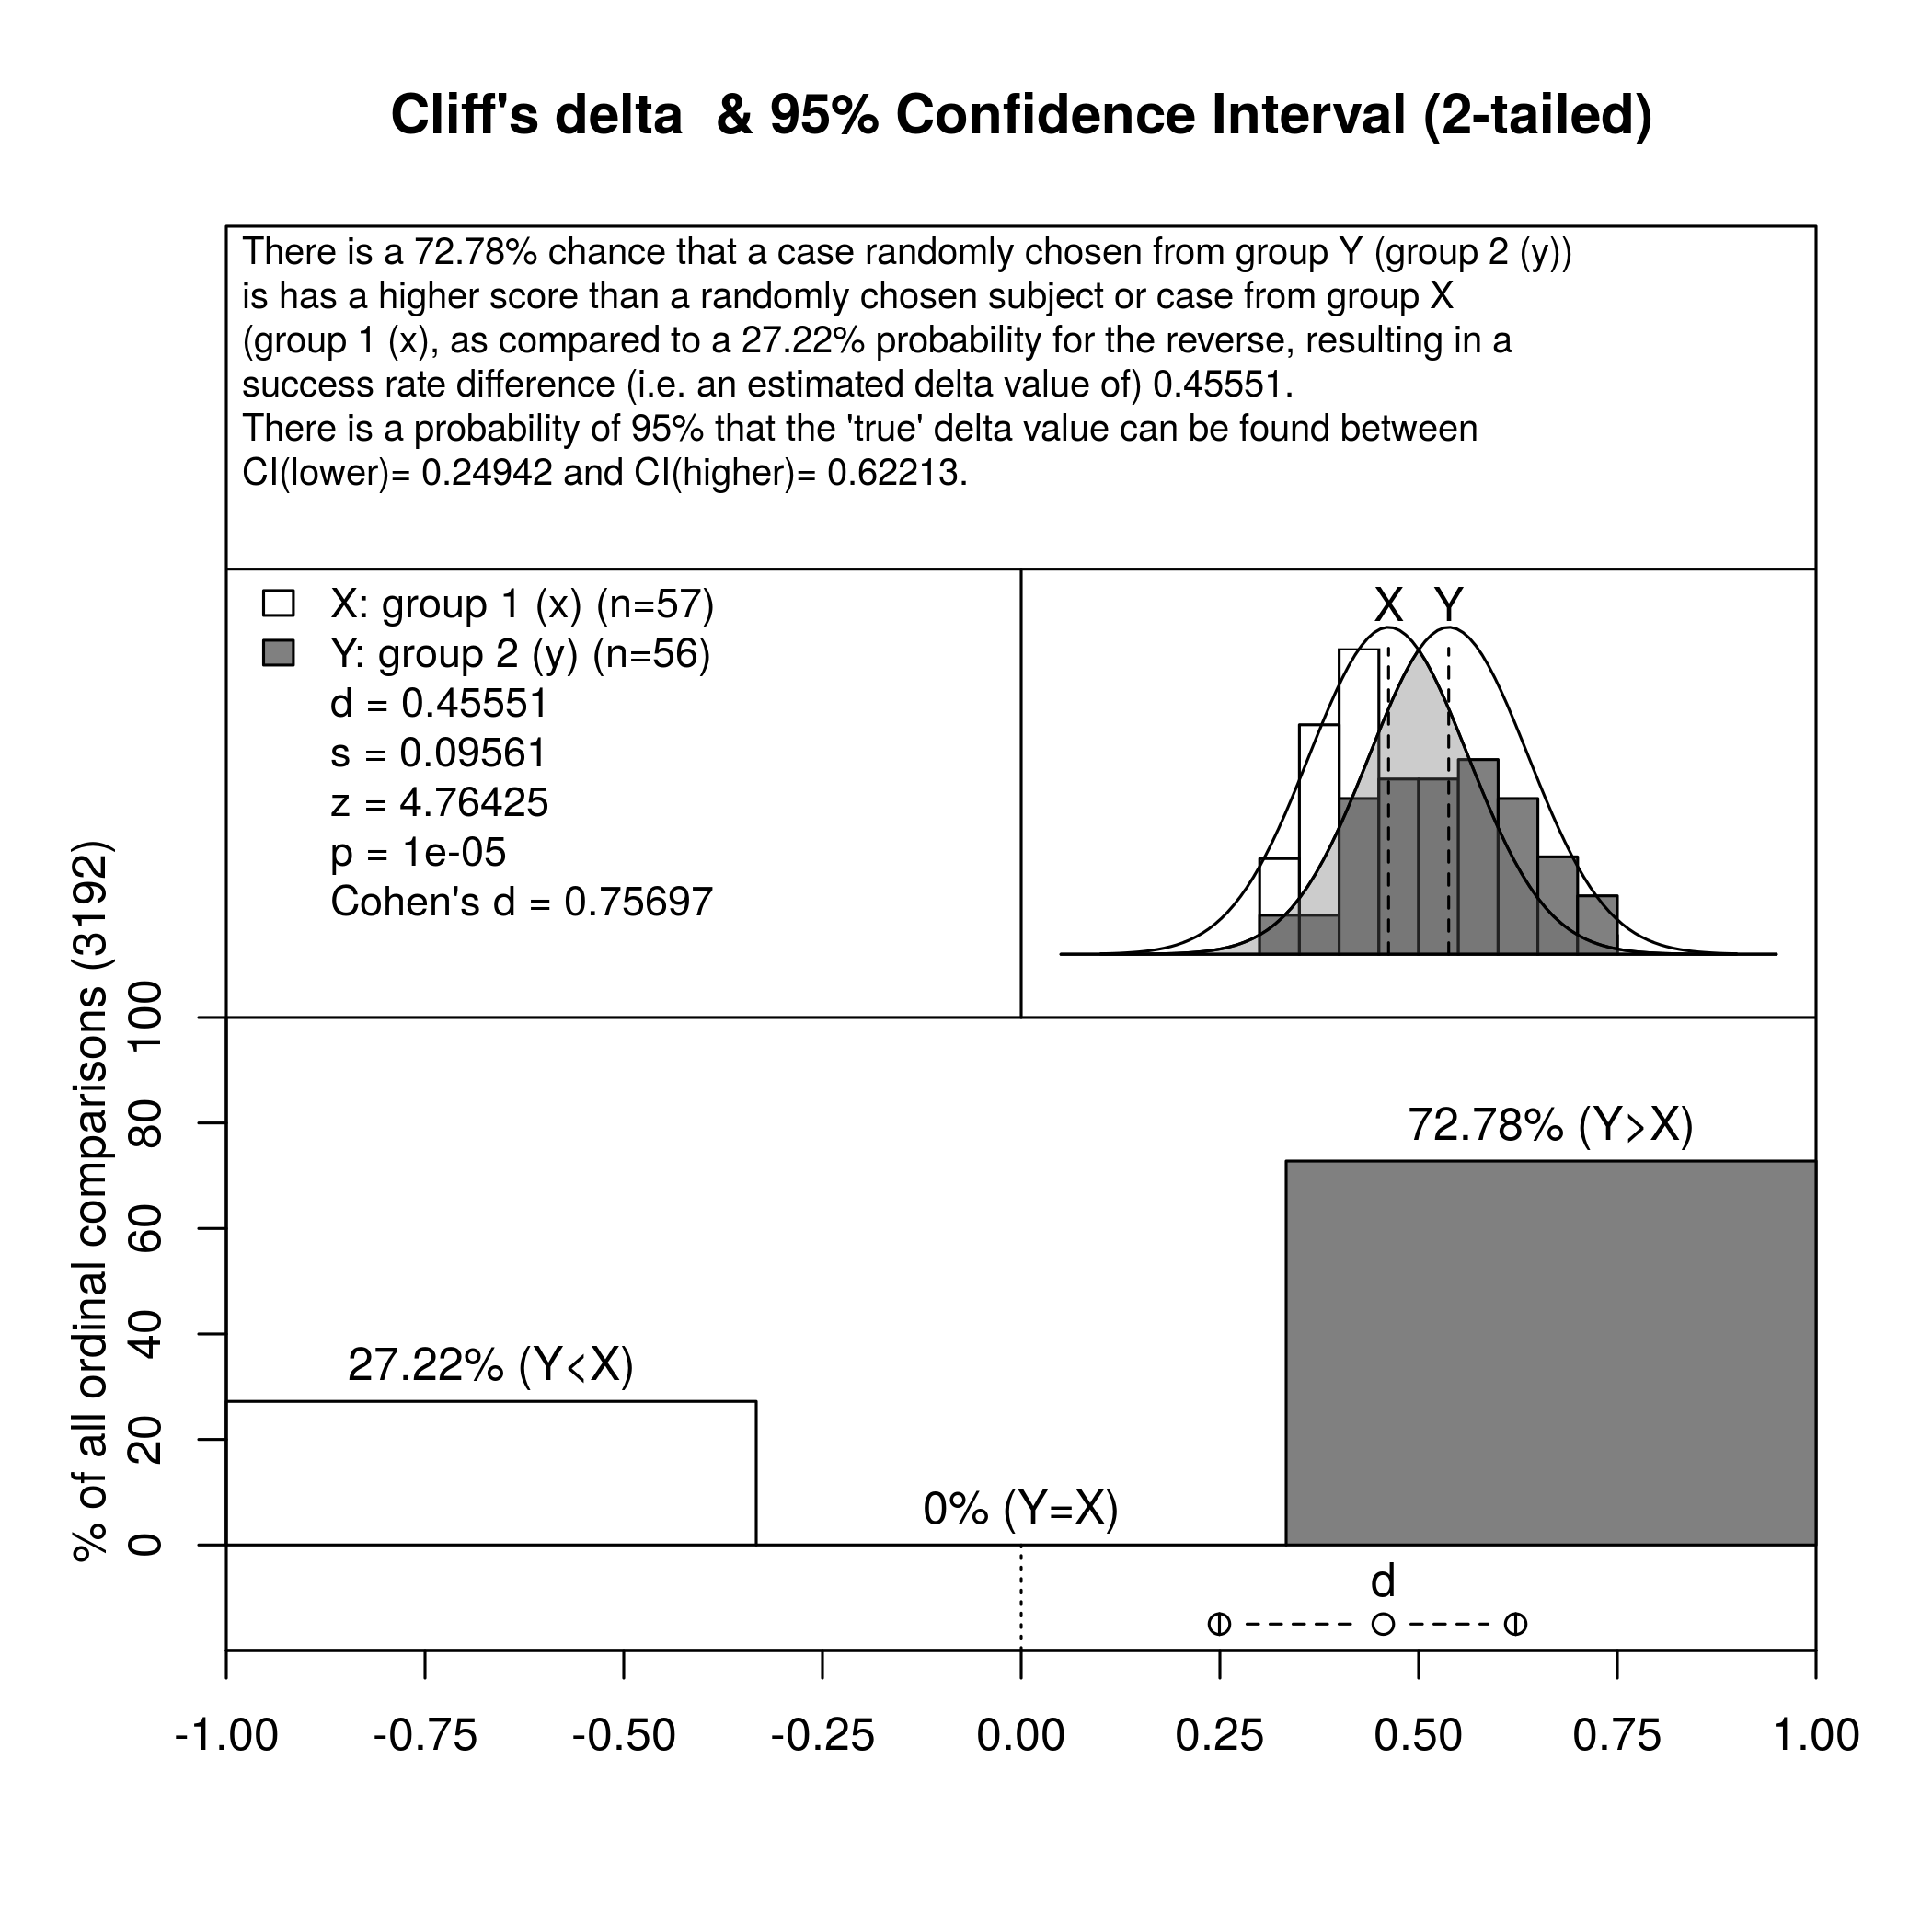 Cliff's delta  & 95% Confidence Interval (2-tailed)
There is a 72.78% chance that a case randomly chosen from group Y (group 2 (y))
is has a higher score than a randomly chosen subject or case from group X
(group 1 (x), as compared to a 27.22% probability for the reverse, resulting in a
success rate difference (i.e. an estimated delta value of) 0.45551.
There is a probability of 95% that the 'true' delta value can be found between
CI(lower)= 0.24942 and CI(higher)= 0.62213.
X: group 1 (x) (n=57)
Y: group 2 (y) (n=56)
d = 0.45551
s = 0.09561
z = 4.76425
p = 1e-05
Cohen's d = 0.75697
X Y
% of all ordinal comparisons (3192)
100
80
60
40
20
0
72.78% (Y>X)
27.22% (Y<X)
0% (Y=X)
d
-1.00 -0.75 -0.50 -0.25 0.00 0.25 0.50 0.75 1.00